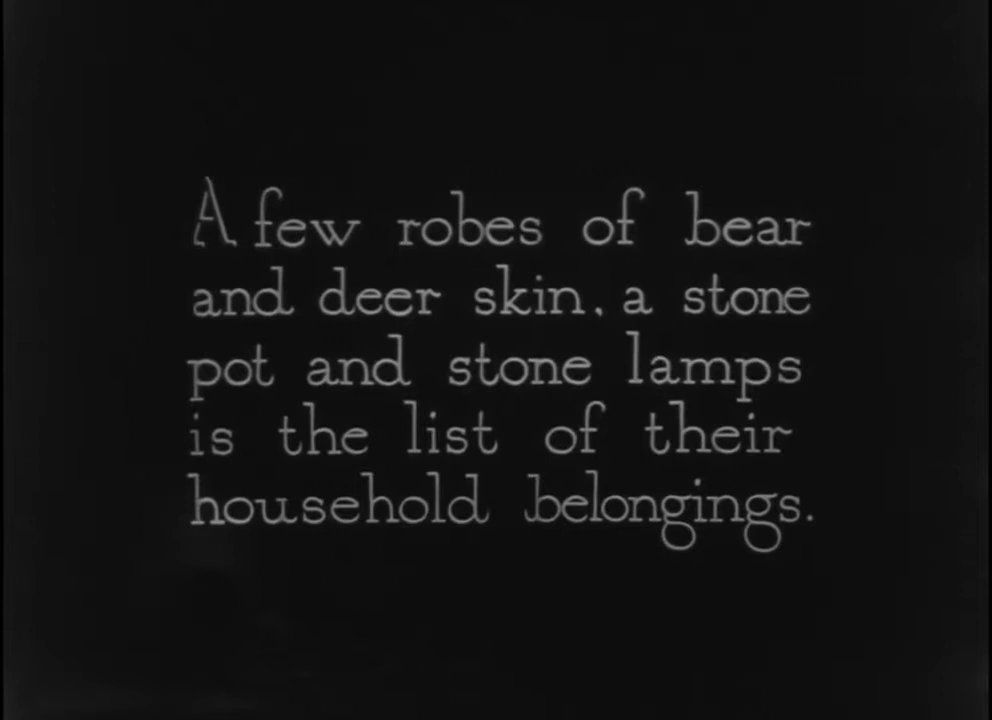 A few robes of bear
and deer skin, a stone
pot and stone lamps
is the list of their
household belongings.